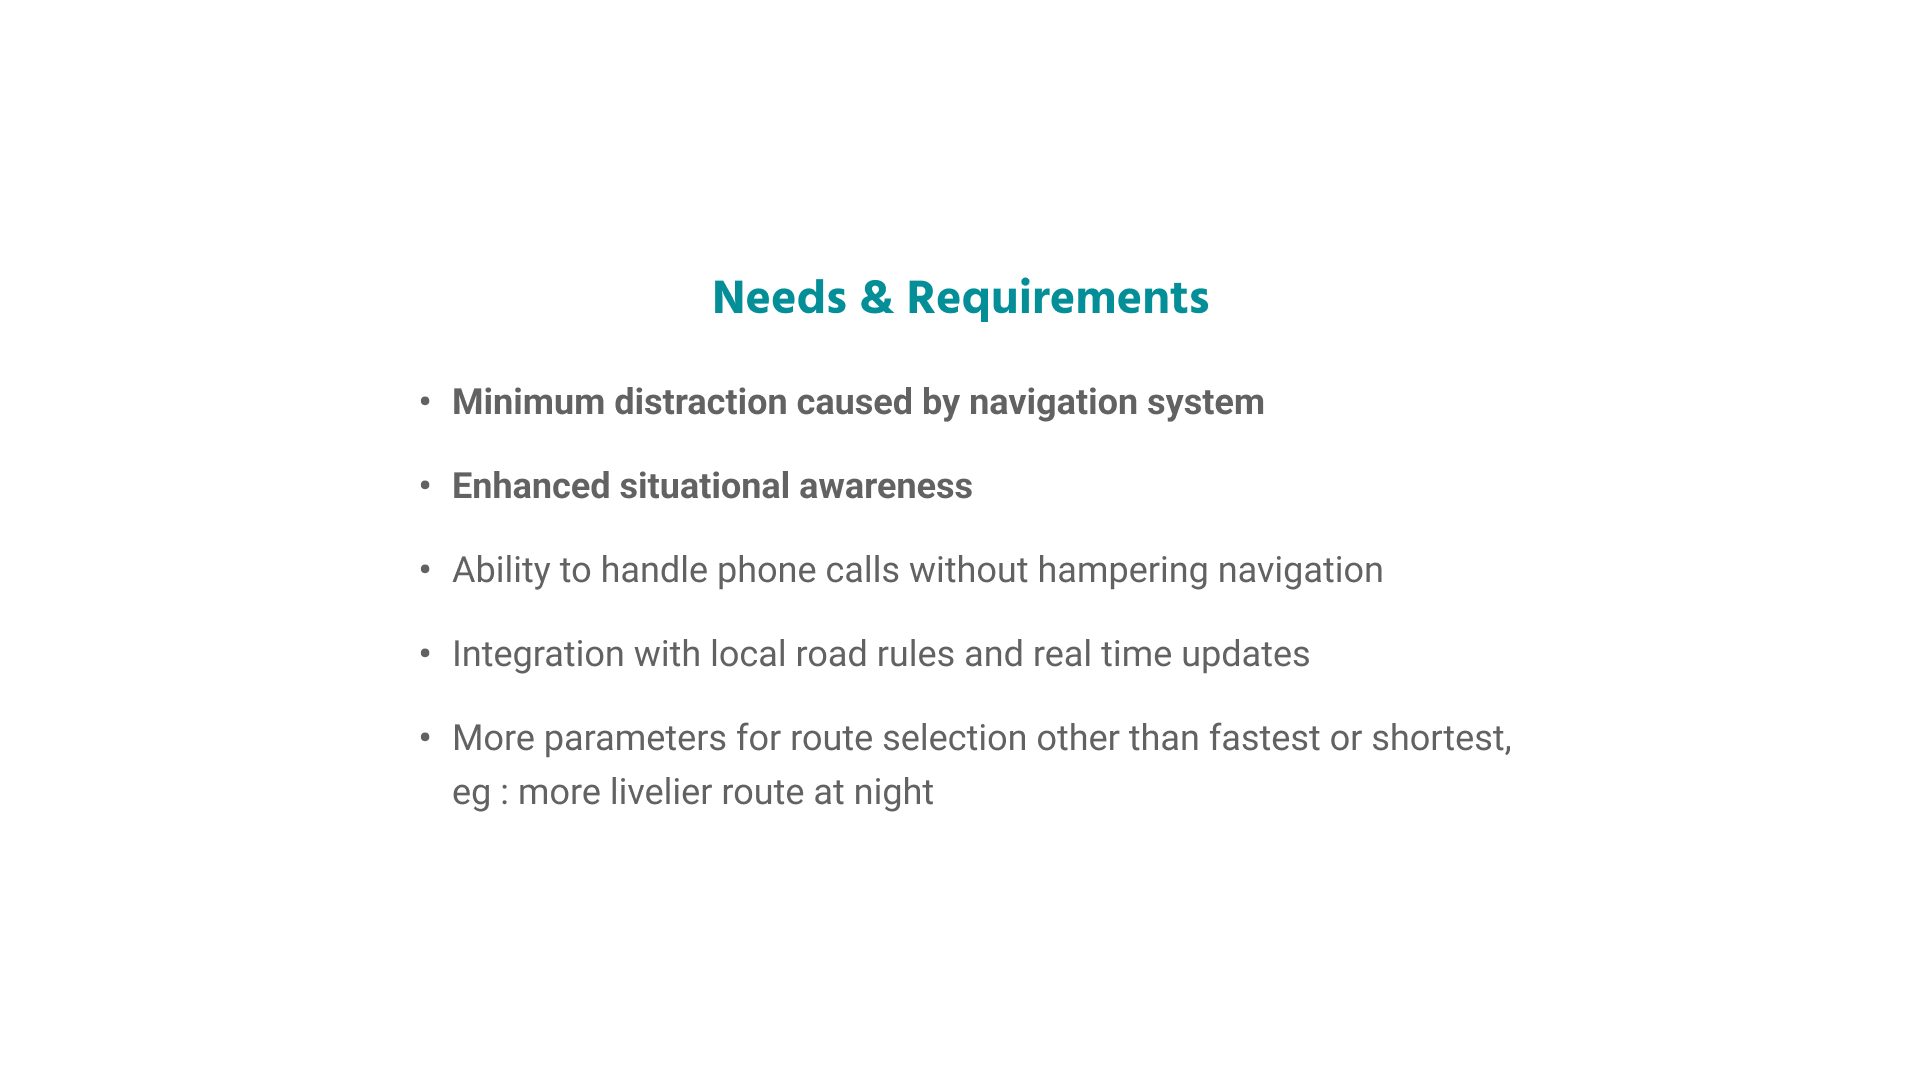 Needs & Requirements
• Minimum distraction caused by navigation system
• Enhanced situational awareness
• Ability to handle phone calls without hampering navigation
• Integration with local road rules and real time updates
• More parameters for route selection other than fastest or shortest,
eg : more livelier route at night